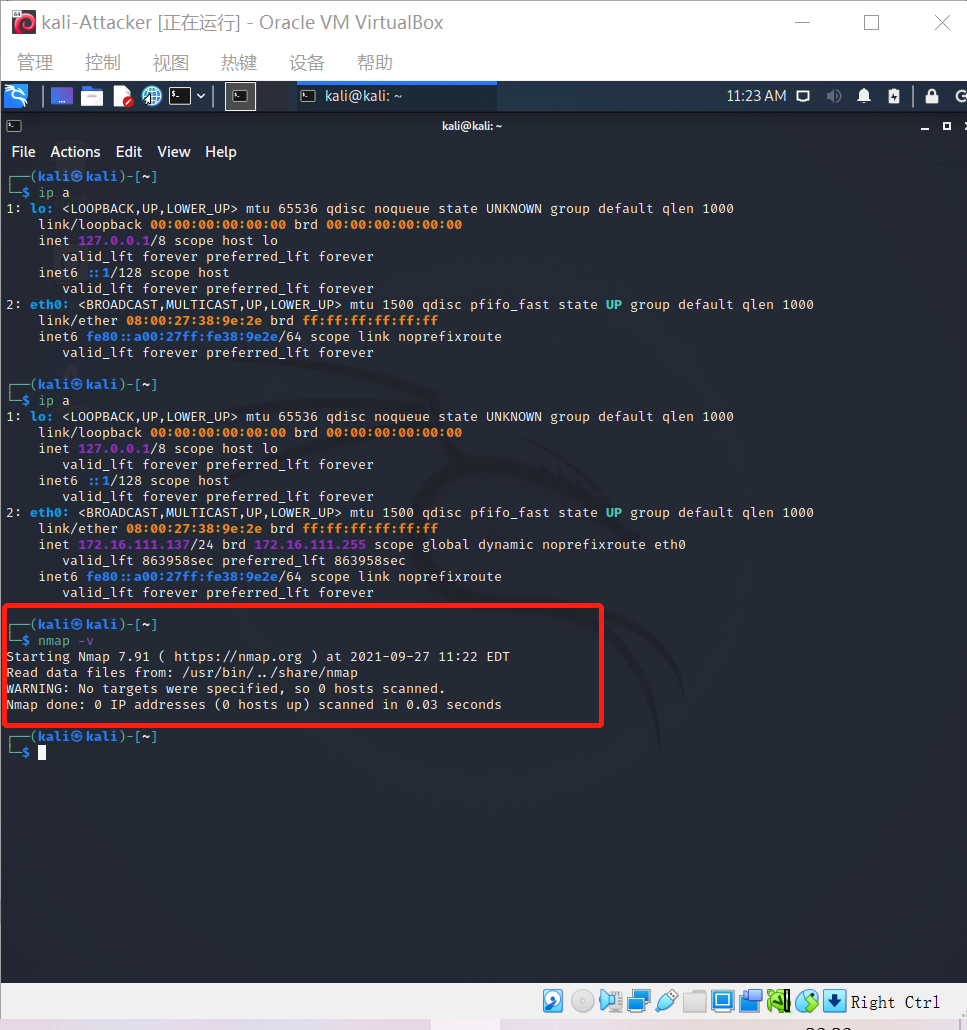 kali-Attacker [正在运行] - Oracle VM VirtualBox
管理 控制 视图 热键 设备 帮助
kali@kali: ~ 11:23 AM
kali@kali: ~
File Actions Edit View Help
┌──(kali㉿kali)-[~]
└─$ ip a
1: lo: <LOOPBACK,UP,LOWER_UP> mtu 65536 qdisc noqueue state UNKNOWN group default qlen 1000
link/loopback 00:00:00:00:00:00 brd 00:00:00:00:00:00
inet 127.0.0.1/8 scope host lo
valid_lft forever preferred_lft forever
inet6 ::1/128 scope host
valid_lft forever preferred_lft forever
2: eth0: <BROADCAST,MULTICAST,UP,LOWER_UP> mtu 1500 qdisc pfifo_fast state UP group default qlen 1000
link/ether 08:00:27:38:9e:2e brd ff:ff:ff:ff:ff:ff
inet6 fe80::a00:27ff:fe38:9e2e/64 scope link noprefixroute
valid_lft forever preferred_lft forever
┌──(kali㉿kali)-[~]
└─$ ip a
1: lo: <LOOPBACK,UP,LOWER_UP> mtu 65536 qdisc noqueue state UNKNOWN group default qlen 1000
link/loopback 00:00:00:00:00:00 brd 00:00:00:00:00:00
inet 127.0.0.1/8 scope host lo
valid_lft forever preferred_lft forever
inet6 ::1/128 scope host
valid_lft forever preferred_lft forever
2: eth0: <BROADCAST,MULTICAST,UP,LOWER_UP> mtu 1500 qdisc pfifo_fast state UP group default qlen 1000
link/ether 08:00:27:38:9e:2e brd ff:ff:ff:ff:ff:ff
inet 172.16.111.137/24 brd 172.16.111.255 scope global dynamic noprefixroute eth0
valid_lft 863958sec preferred_lft 863958sec
inet6 fe80::a00:27ff:fe38:9e2e/64 scope link noprefixroute
valid_lft forever preferred_lft forever
┌──(kali㉿kali)-[~]
└─$ nmap -v
Starting Nmap 7.91 ( https://nmap.org ) at 2021-09-27 11:22 EDT
Read data files from: /usr/bin/../share/nmap
WARNING: No targets were specified, so 0 hosts scanned.
Nmap done: 0 IP addresses (0 hosts up) scanned in 0.03 seconds
┌──(kali㉿kali)-[~]
└─$
Right Ctrl